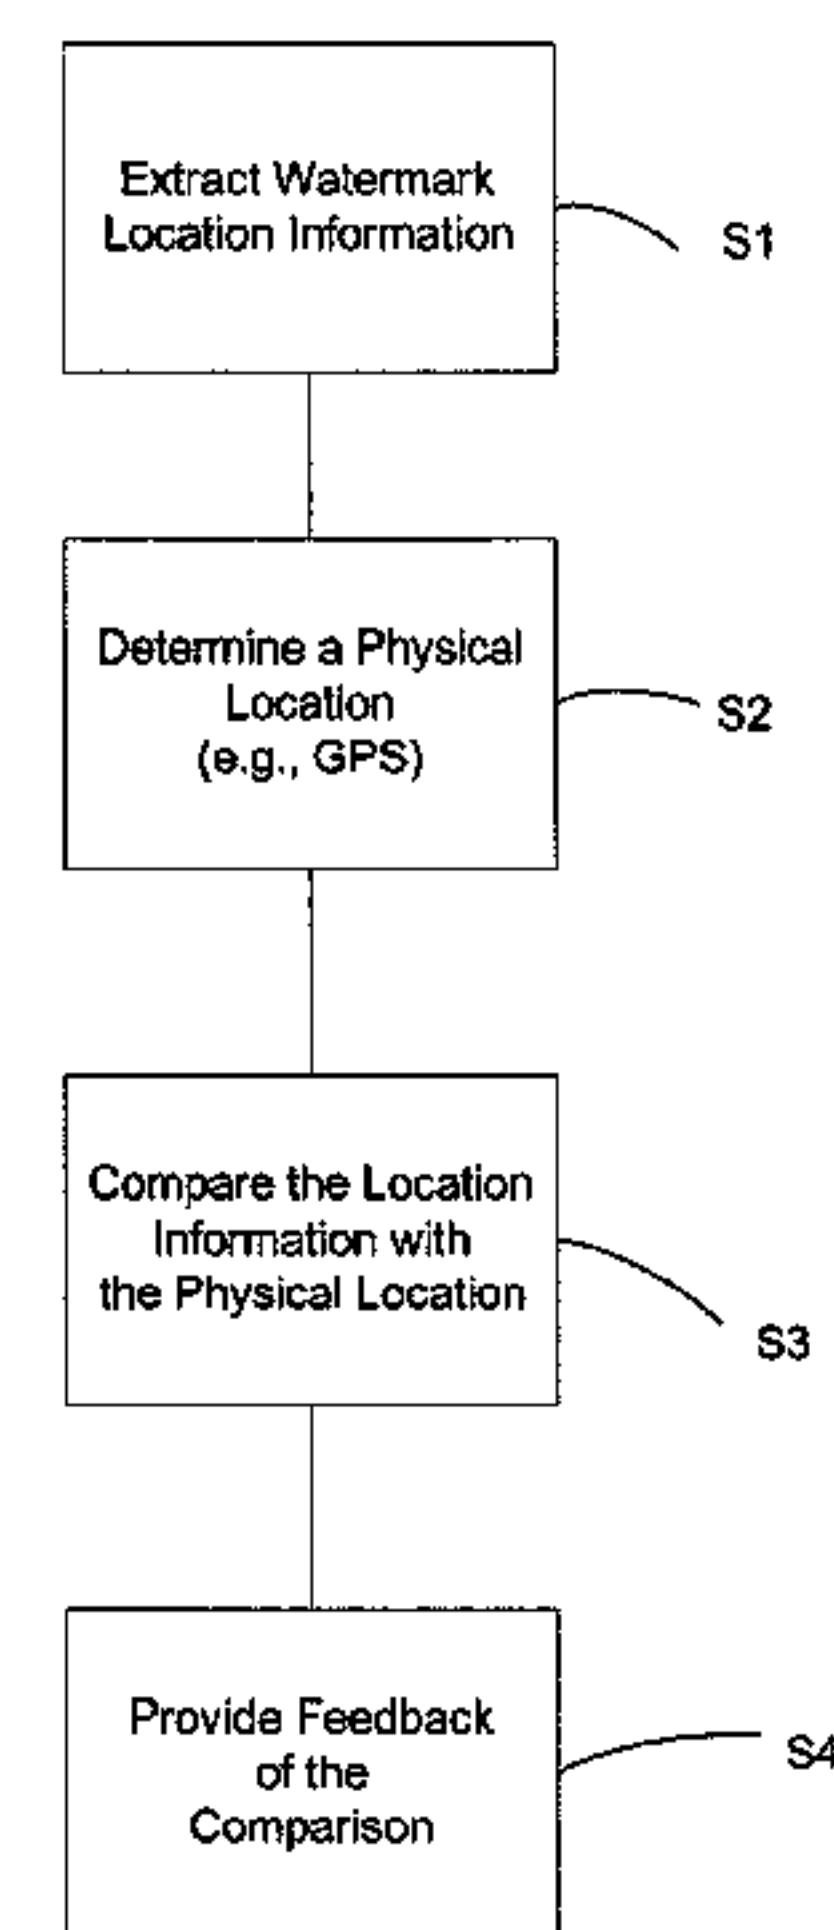 Extract Watermark
Location Information
S1
Determine a Physical
Location
(e.g., GPS)
S2
Compare the Location
Information with
the Physical Location
S3
Provide Feedback
of the
Comparison
S4